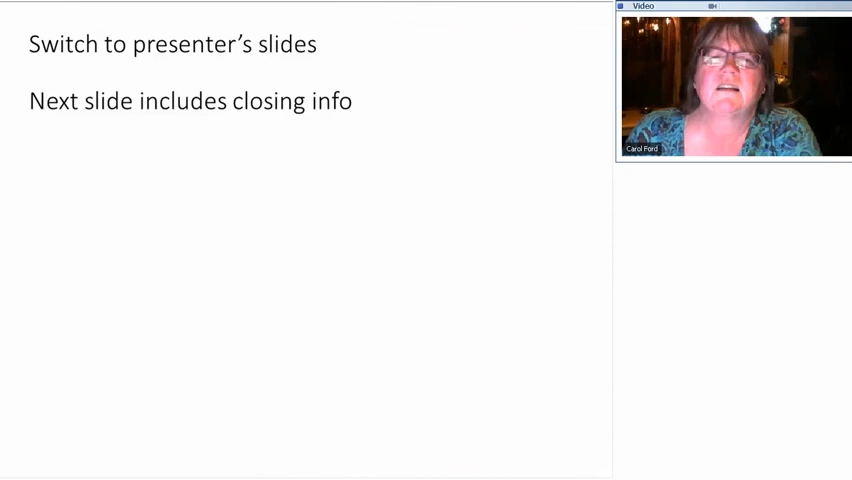 Switch to presenter's slides
Next slide includes closing info
Video
Carol Ford